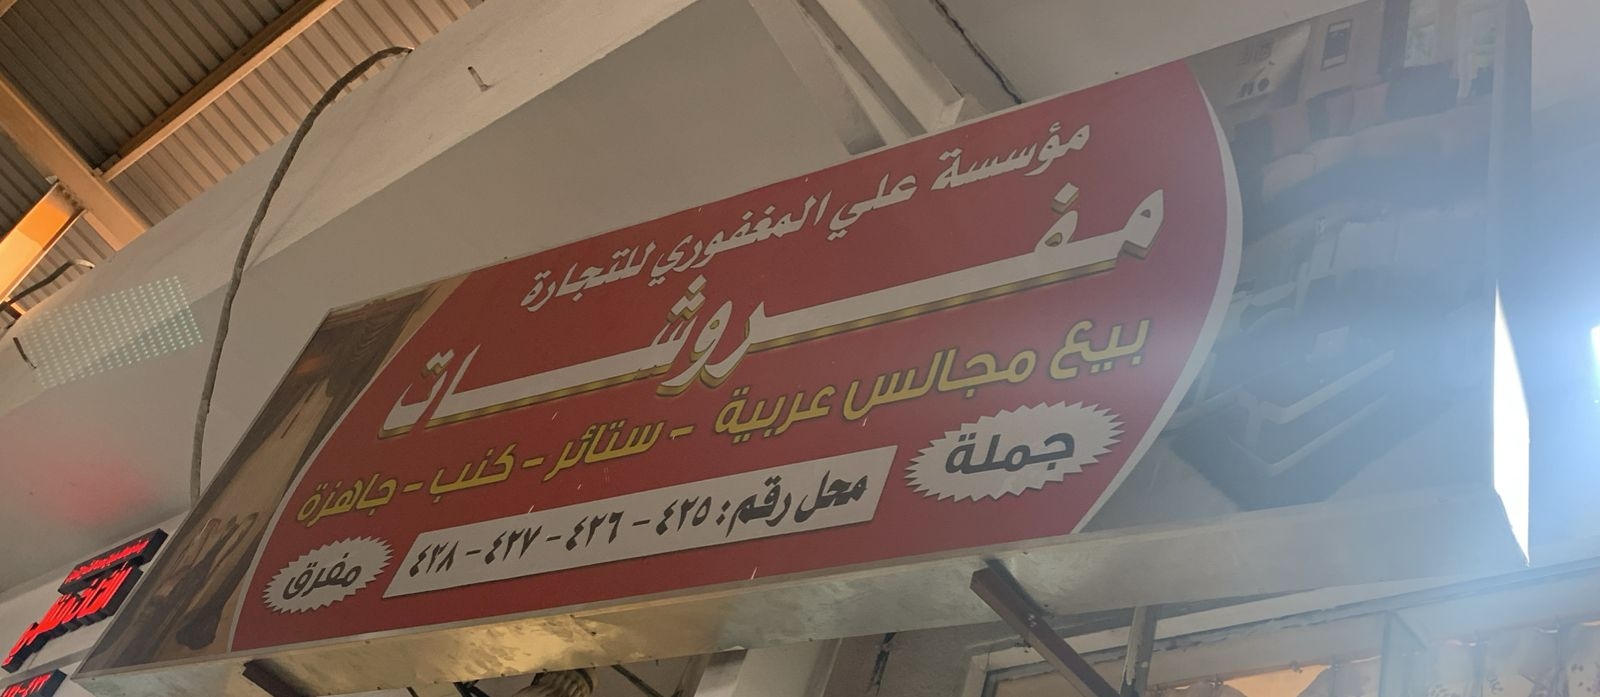 مؤسسة علي المغفوري للتجارة
مفروشات
بيع مجالس عربية - ستائر - كنب - جاهزة
جملة
محل رقم : ٤٢٥ - ٤٢٦ - ٤٢٧ - ٤٢٨
مفرق